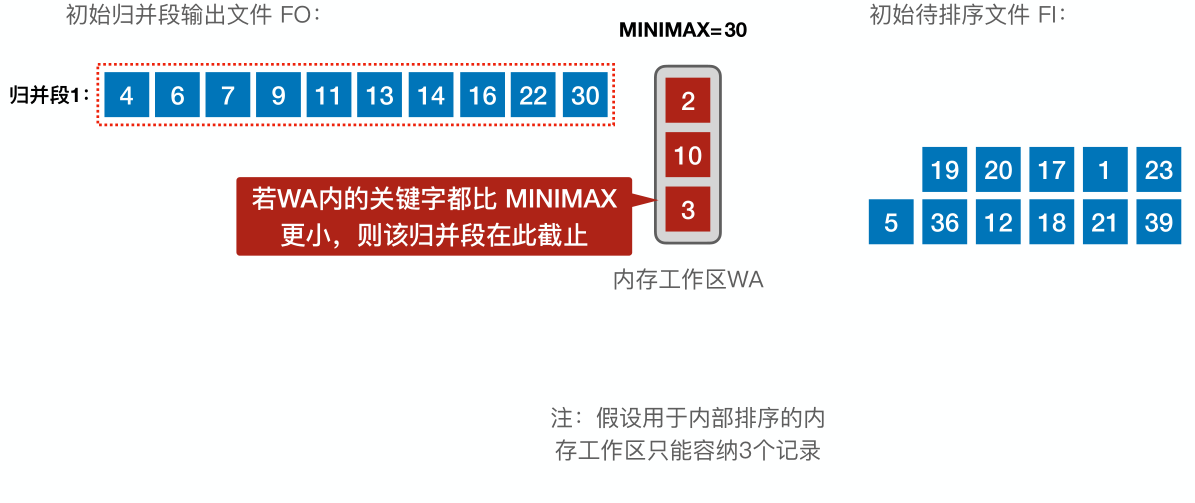 初始归并段输出文件 FO：
初始待排序文件 FI：
MINIMAX=30
归并段1：
4 6 7 9 11 13 14 16 22 30
2
10
3
若WA内的关键字都比 MINIMAX
更小，则该归并段在此截止
19 20 17 1 23
5 36 12 18 21 39
内存工作区WA
注：假设用于内部排序的内
存工作区只能容纳3个记录